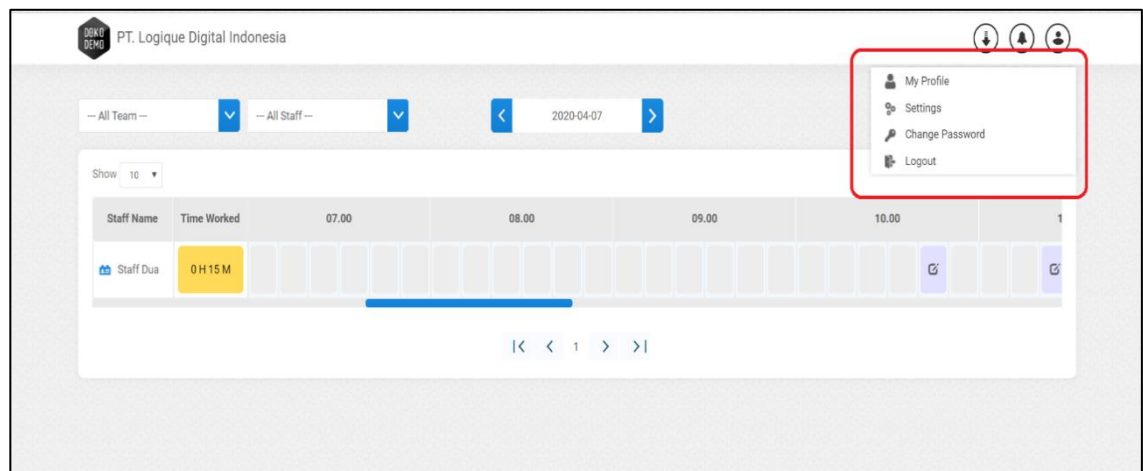 DOKO
DEMO
PT. Logique Digital Indonesia
My Profile
Settings
Change Password
Logout
--- All Team ---
--- All Staff ---
2020-04-07
Show 10
Staff Name Time Worked 07.00 08.00 09.00 10.00 1
Staff Dua 0 H 15 M
1